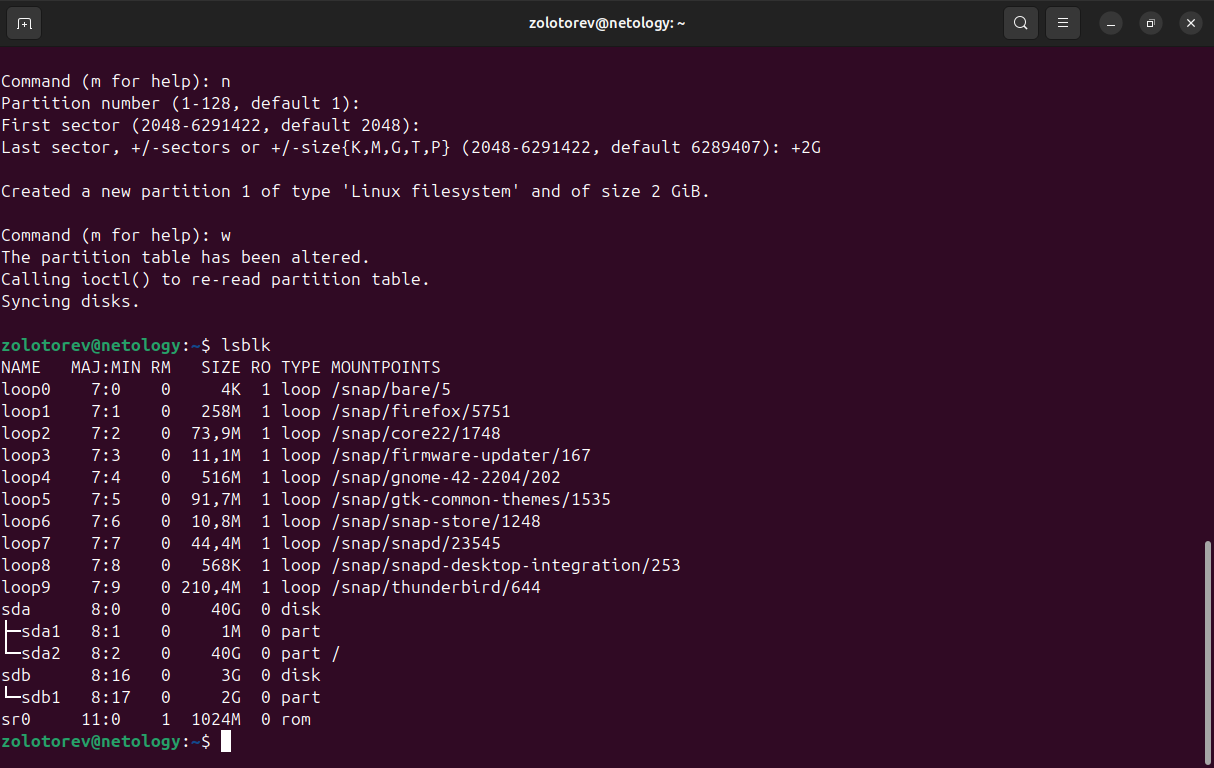 zolotorev@netology: ~
Command (m for help): n
Partition number (1-128, default 1):
First sector (2048-6291422, default 2048):
Last sector, +/-sectors or +/-size{K,M,G,T,P} (2048-6291422, default 6289407): +2G
Created a new partition 1 of type 'Linux filesystem' and of size 2 GiB.
Command (m for help): w
The partition table has been altered.
Calling ioctl() to re-read partition table.
Syncing disks.
zolotorev@netology:~$ lsblk
NAME   MAJ:MIN RM   SIZE RO TYPE MOUNTPOINTS
loop0    7:0    0     4K  1 loop /snap/bare/5
loop1    7:1    0   258M  1 loop /snap/firefox/5751
loop2    7:2    0  73,9M  1 loop /snap/core22/1748
loop3    7:3    0  11,1M  1 loop /snap/firmware-updater/167
loop4    7:4    0   516M  1 loop /snap/gnome-42-2204/202
loop5    7:5    0  91,7M  1 loop /snap/gtk-common-themes/1535
loop6    7:6    0  10,8M  1 loop /snap/snap-store/1248
loop7    7:7    0  44,4M  1 loop /snap/snapd/23545
loop8    7:8    0   568K  1 loop /snap/snapd-desktop-integration/253
loop9    7:9    0 210,4M  1 loop /snap/thunderbird/644
sda      8:0    0    40G  0 disk
├─sda1   8:1    0     1M  0 part
└─sda2   8:2    0    40G  0 part /
sdb      8:16   0     3G  0 disk
└─sdb1   8:17   0     2G  0 part
sr0     11:0    1  1024M  0 rom
zolotorev@netology:~$